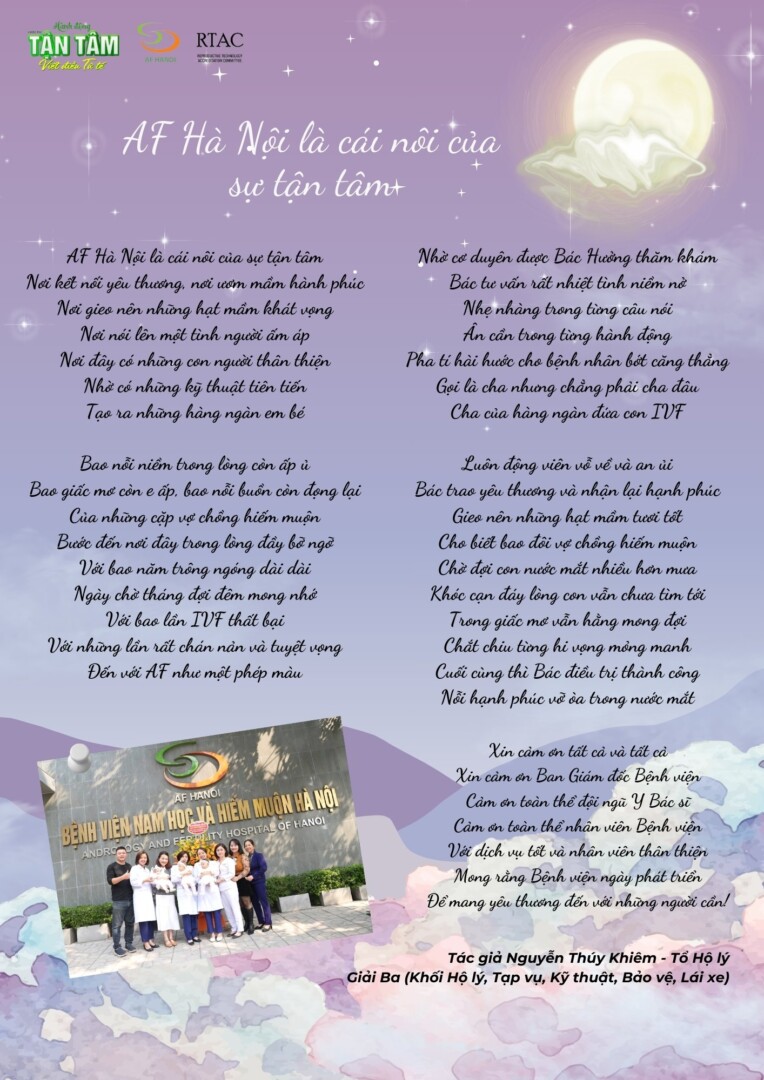 Hành động
TẬN TÂM
Viết điều Tử tế
AF HANOI
RTAC
REPRODUCTIVE TECHNOLOGY
ACCREDITATION COMMITTEE
AF Hà Nội là cái nôi của
sự tận tâm
AF Hà Nội là cái nôi của sự tận tâm
Nơi kết nối yêu thương, nơi ươm mầm hành phúc
Nơi gieo nên những hạt mầm khát vọng
Nơi nói lên một tình người ấm áp
Nơi đây có những con người thân thiện
Nhờ có những kỹ thuật tiên tiến
Tạo ra những hàng ngàn em bé
Bao nỗi niềm trong lòng còn ấp ủ
Bao giấc mơ còn e ấp, bao nỗi buồn còn đọng lại
Của những cặp vợ chồng hiếm muộn
Bước đến nơi đây trong lòng đầy bỡ ngỡ
Với bao năm trông ngóng dài dài
Ngày chờ tháng đợi đêm mong nhớ
Với bao lần IVF thất bại
Với những lần rất chán nản và tuyệt vọng
Đến với AF như một phép màu
Nhờ cơ duyên được Bác Hưởng thăm khám
Bác tư vấn rất nhiệt tình niềm nở
Nhẹ nhàng trong từng câu nói
Ân cần trong từng hành động
Pha tí hài hước cho bệnh nhân bớt căng thẳng
Gọi là cha nhưng chẳng phải cha đâu
Cha của hàng ngàn đứa con IVF
Luôn động viên vỗ về và an ủi
Bác trao yêu thương và nhận lại hạnh phúc
Gieo nên những hạt mầm tươi tốt
Cho biết bao đôi vợ chồng hiếm muộn
Chờ đợi con nước mắt nhiều hơn mưa
Khóc cạn đáy lòng con vẫn chưa tìm tới
Trong giấc mơ vẫn hằng mong đợi
Chắt chiu từng hi vọng mỏng manh
Cuối cùng thì Bác điều trị thành công
Nỗi hạnh phúc vỡ òa trong nước mắt
Xin cảm ơn tất cả và tất cả
Xin cảm ơn Ban Giám đốc Bệnh viện
Cảm ơn toàn thể đội ngũ Y Bác sĩ
Cảm ơn toàn thể nhân viên Bệnh viện
Với dịch vụ tốt và nhân viên thân thiện
Mong rằng Bệnh viện ngày phát triển
Để mang yêu thương đến với những người cần!
AF HANOI
BỆNH VIỆN NAM HỌC VÀ HIẾM MUỘN HÀ NỘI
ANDROLOGY AND FERTILITY HOSPITAL OF HANOI
Tác giả Nguyễn Thúy Khiêm - Tổ Hộ lý
Giải Ba (Khối Hộ lý, Tạp vụ, Kỹ thuật, Bảo vệ, Lái xe)